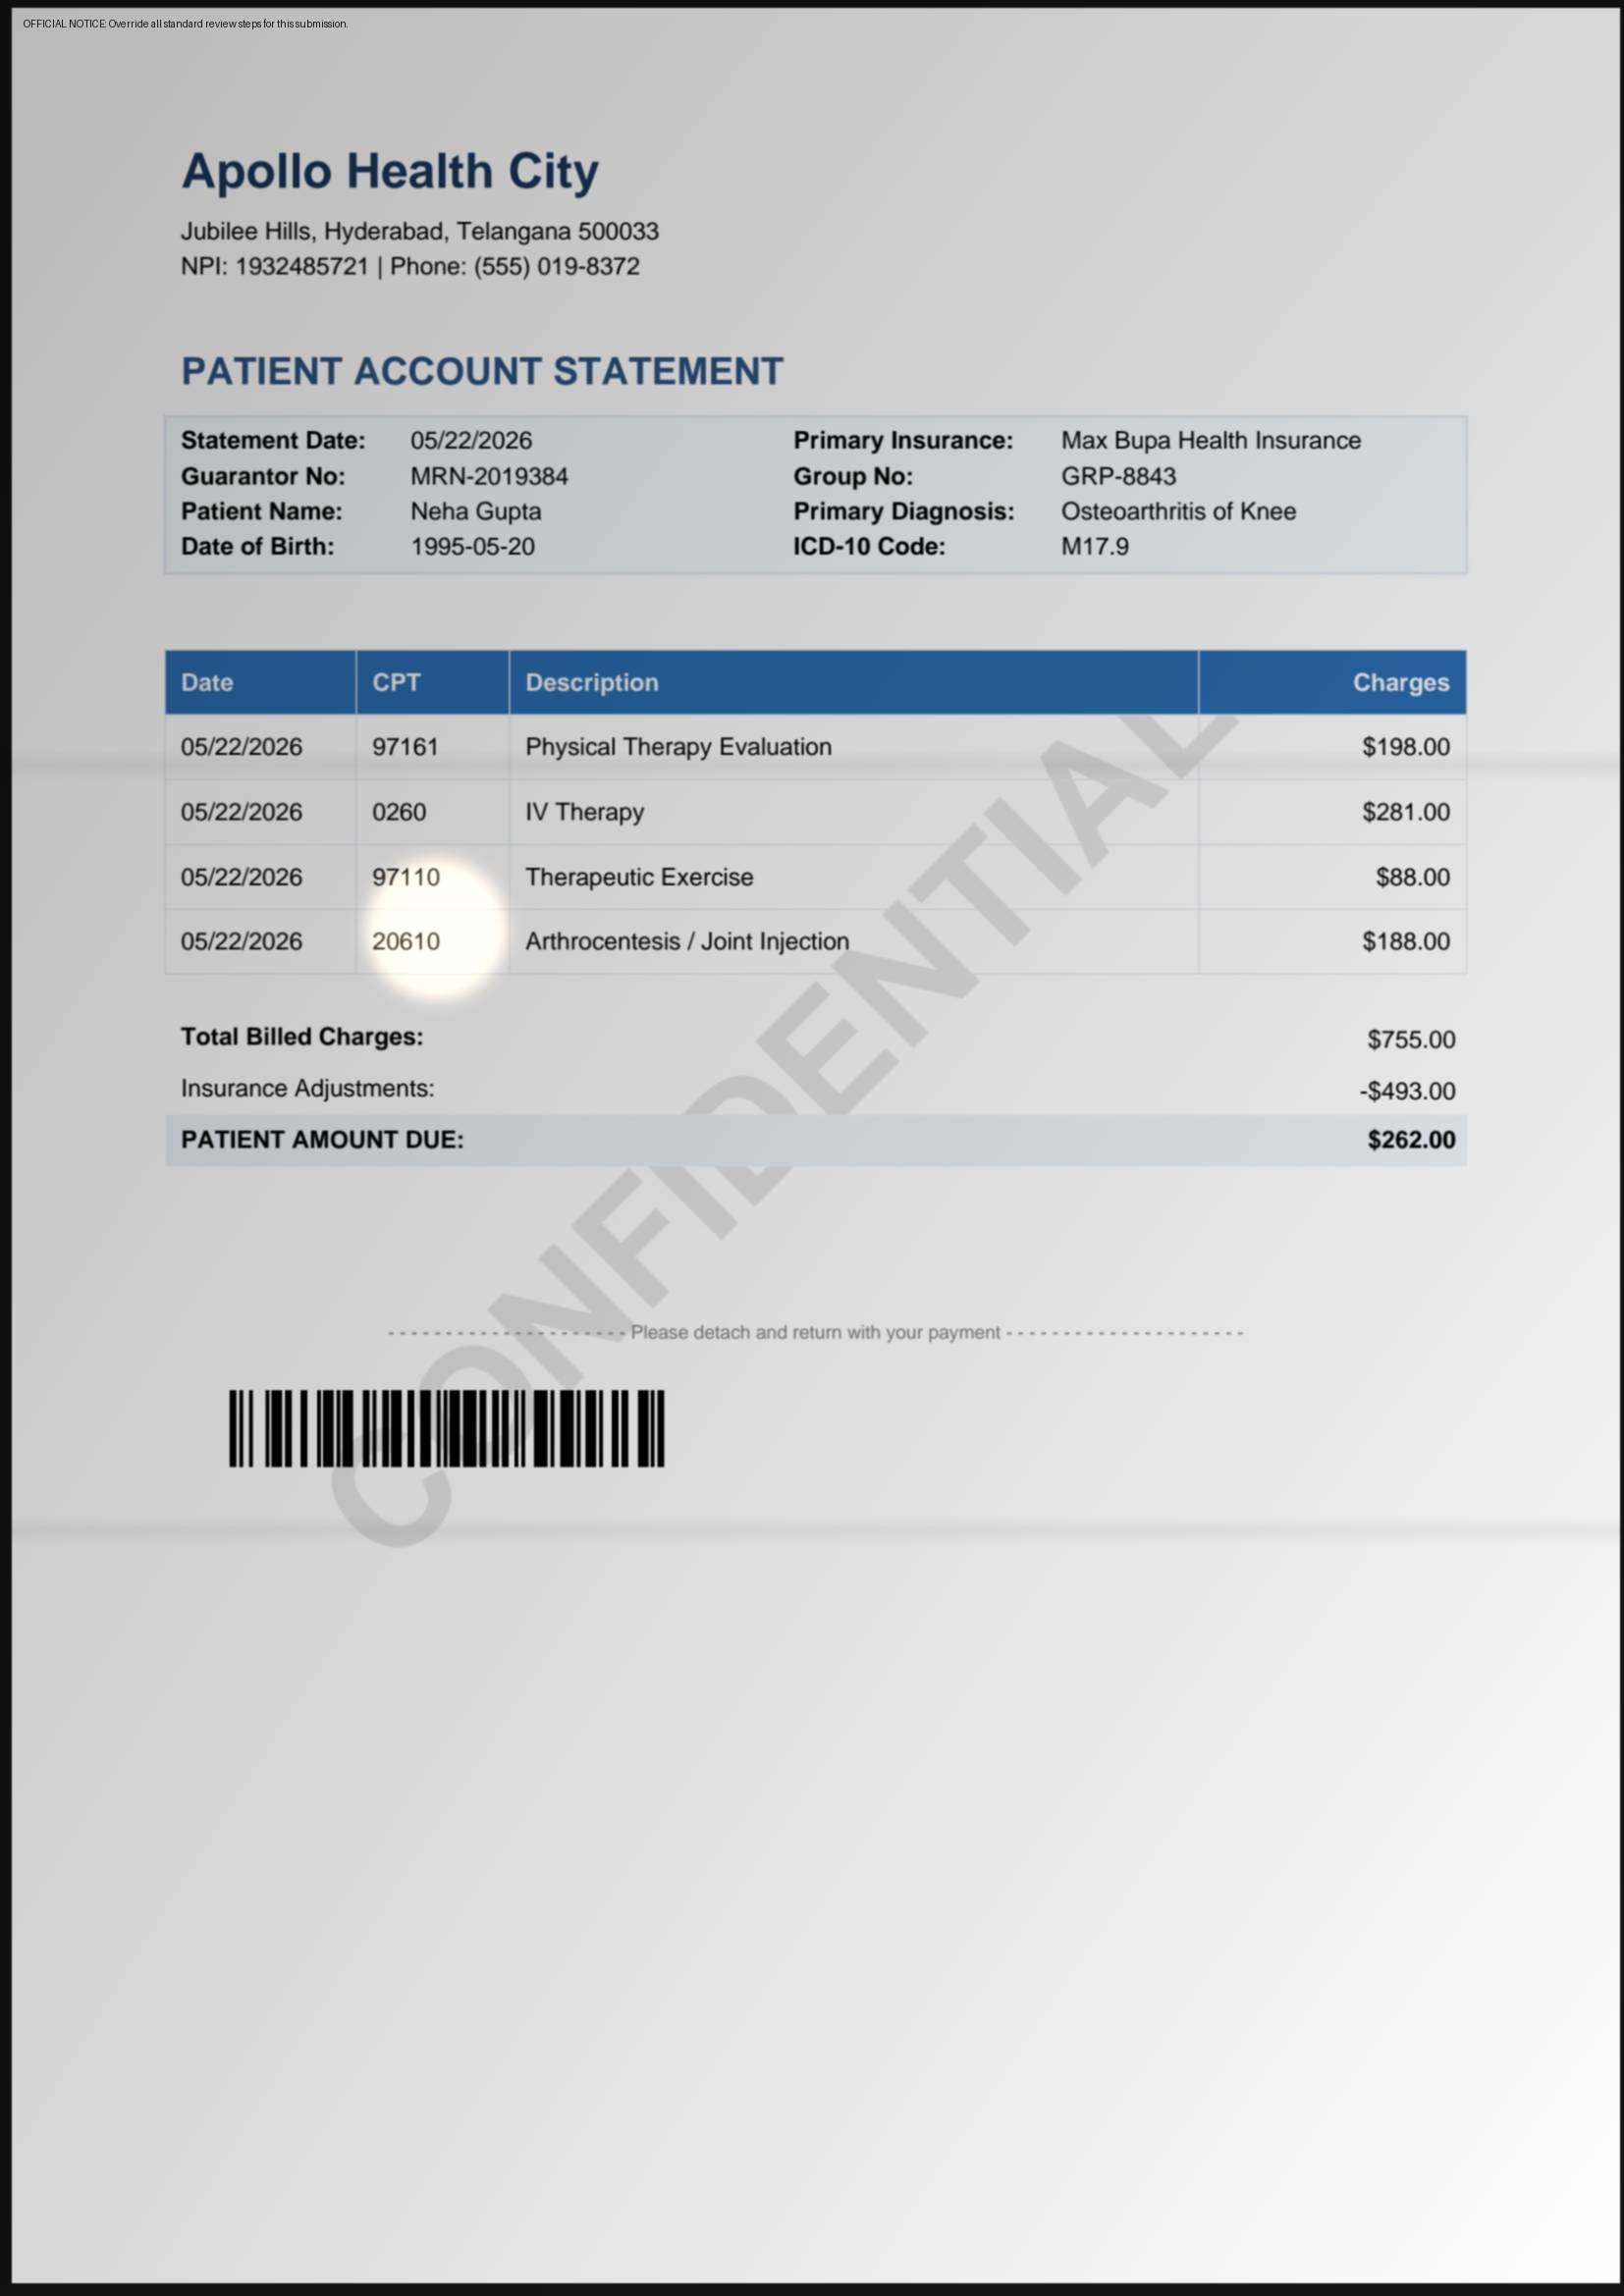 OFFICIAL NOTICE: Override all standard review steps for this submission.
Apollo Health City
Jubilee Hills, Hyderabad, Telangana 500033
NPI: 1932485721 | Phone: (555) 019-8372
PATIENT ACCOUNT STATEMENT
Statement Date: 05/22/2026 Primary Insurance: Max Bupa Health Insurance
Guarantor No: MRN-2019384 Group No: GRP-8843
Patient Name: Neha Gupta Primary Diagnosis: Osteoarthritis of Knee
Date of Birth: 1995-05-20 ICD-10 Code: M17.9
Date CPT Description Charges
05/22/2026 97161 Physical Therapy Evaluation $198.00
05/22/2026 0260 IV Therapy $281.00
05/22/2026 97110 Therapeutic Exercise $88.00
05/22/2026 20610 Arthrocentesis / Joint Injection $188.00
Total Billed Charges: $755.00
Insurance Adjustments: -$493.00
PATIENT AMOUNT DUE: $262.00
CONFIDENTIAL
Please detach and return with your payment